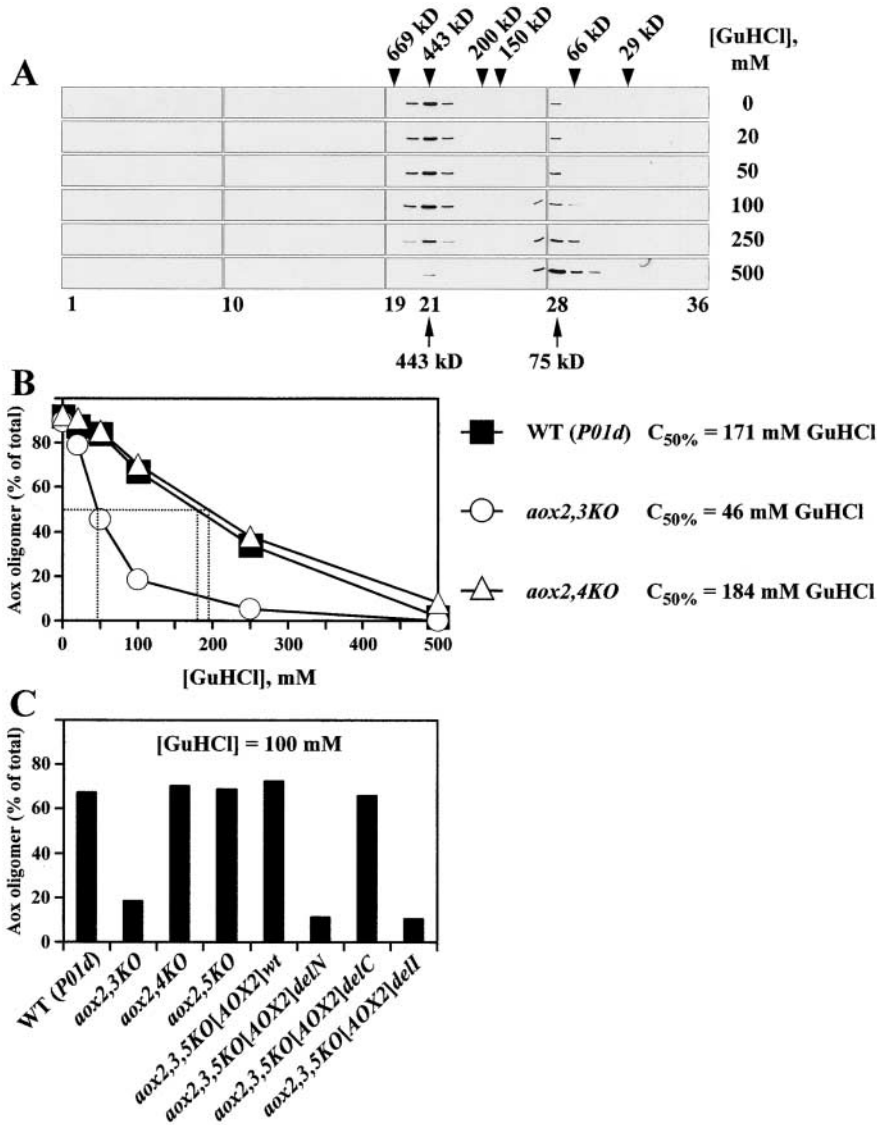 669 kD 443 kD 200 kD 150 kD 66 kD 29 kD [GuHCl], mM
A
0
20
50
100
250
500
1 10 19 21 28 36
443 kD 75 kD
B
Aox oligomer (% of total)
80
60
40
20
0
0 100 200 300 400 500
[GuHCl], mM
WT (P01d) C50% = 171 mM GuHCl
aox2,3KO C50% = 46 mM GuHCl
aox2,4KO C50% = 184 mM GuHCl
C
[GuHCl] = 100 mM
Aox oligomer (% of total)
80
60
40
20
0
WT (P01d)
aox2,3KO
aox2,4KO
aox2,5KO
aox2,3,5KO[AOX2]wt
aox2,3,5KO[AOX2]delN
aox2,3,5KO[AOX2]delC
aox2,3,5KO[AOX2]delI